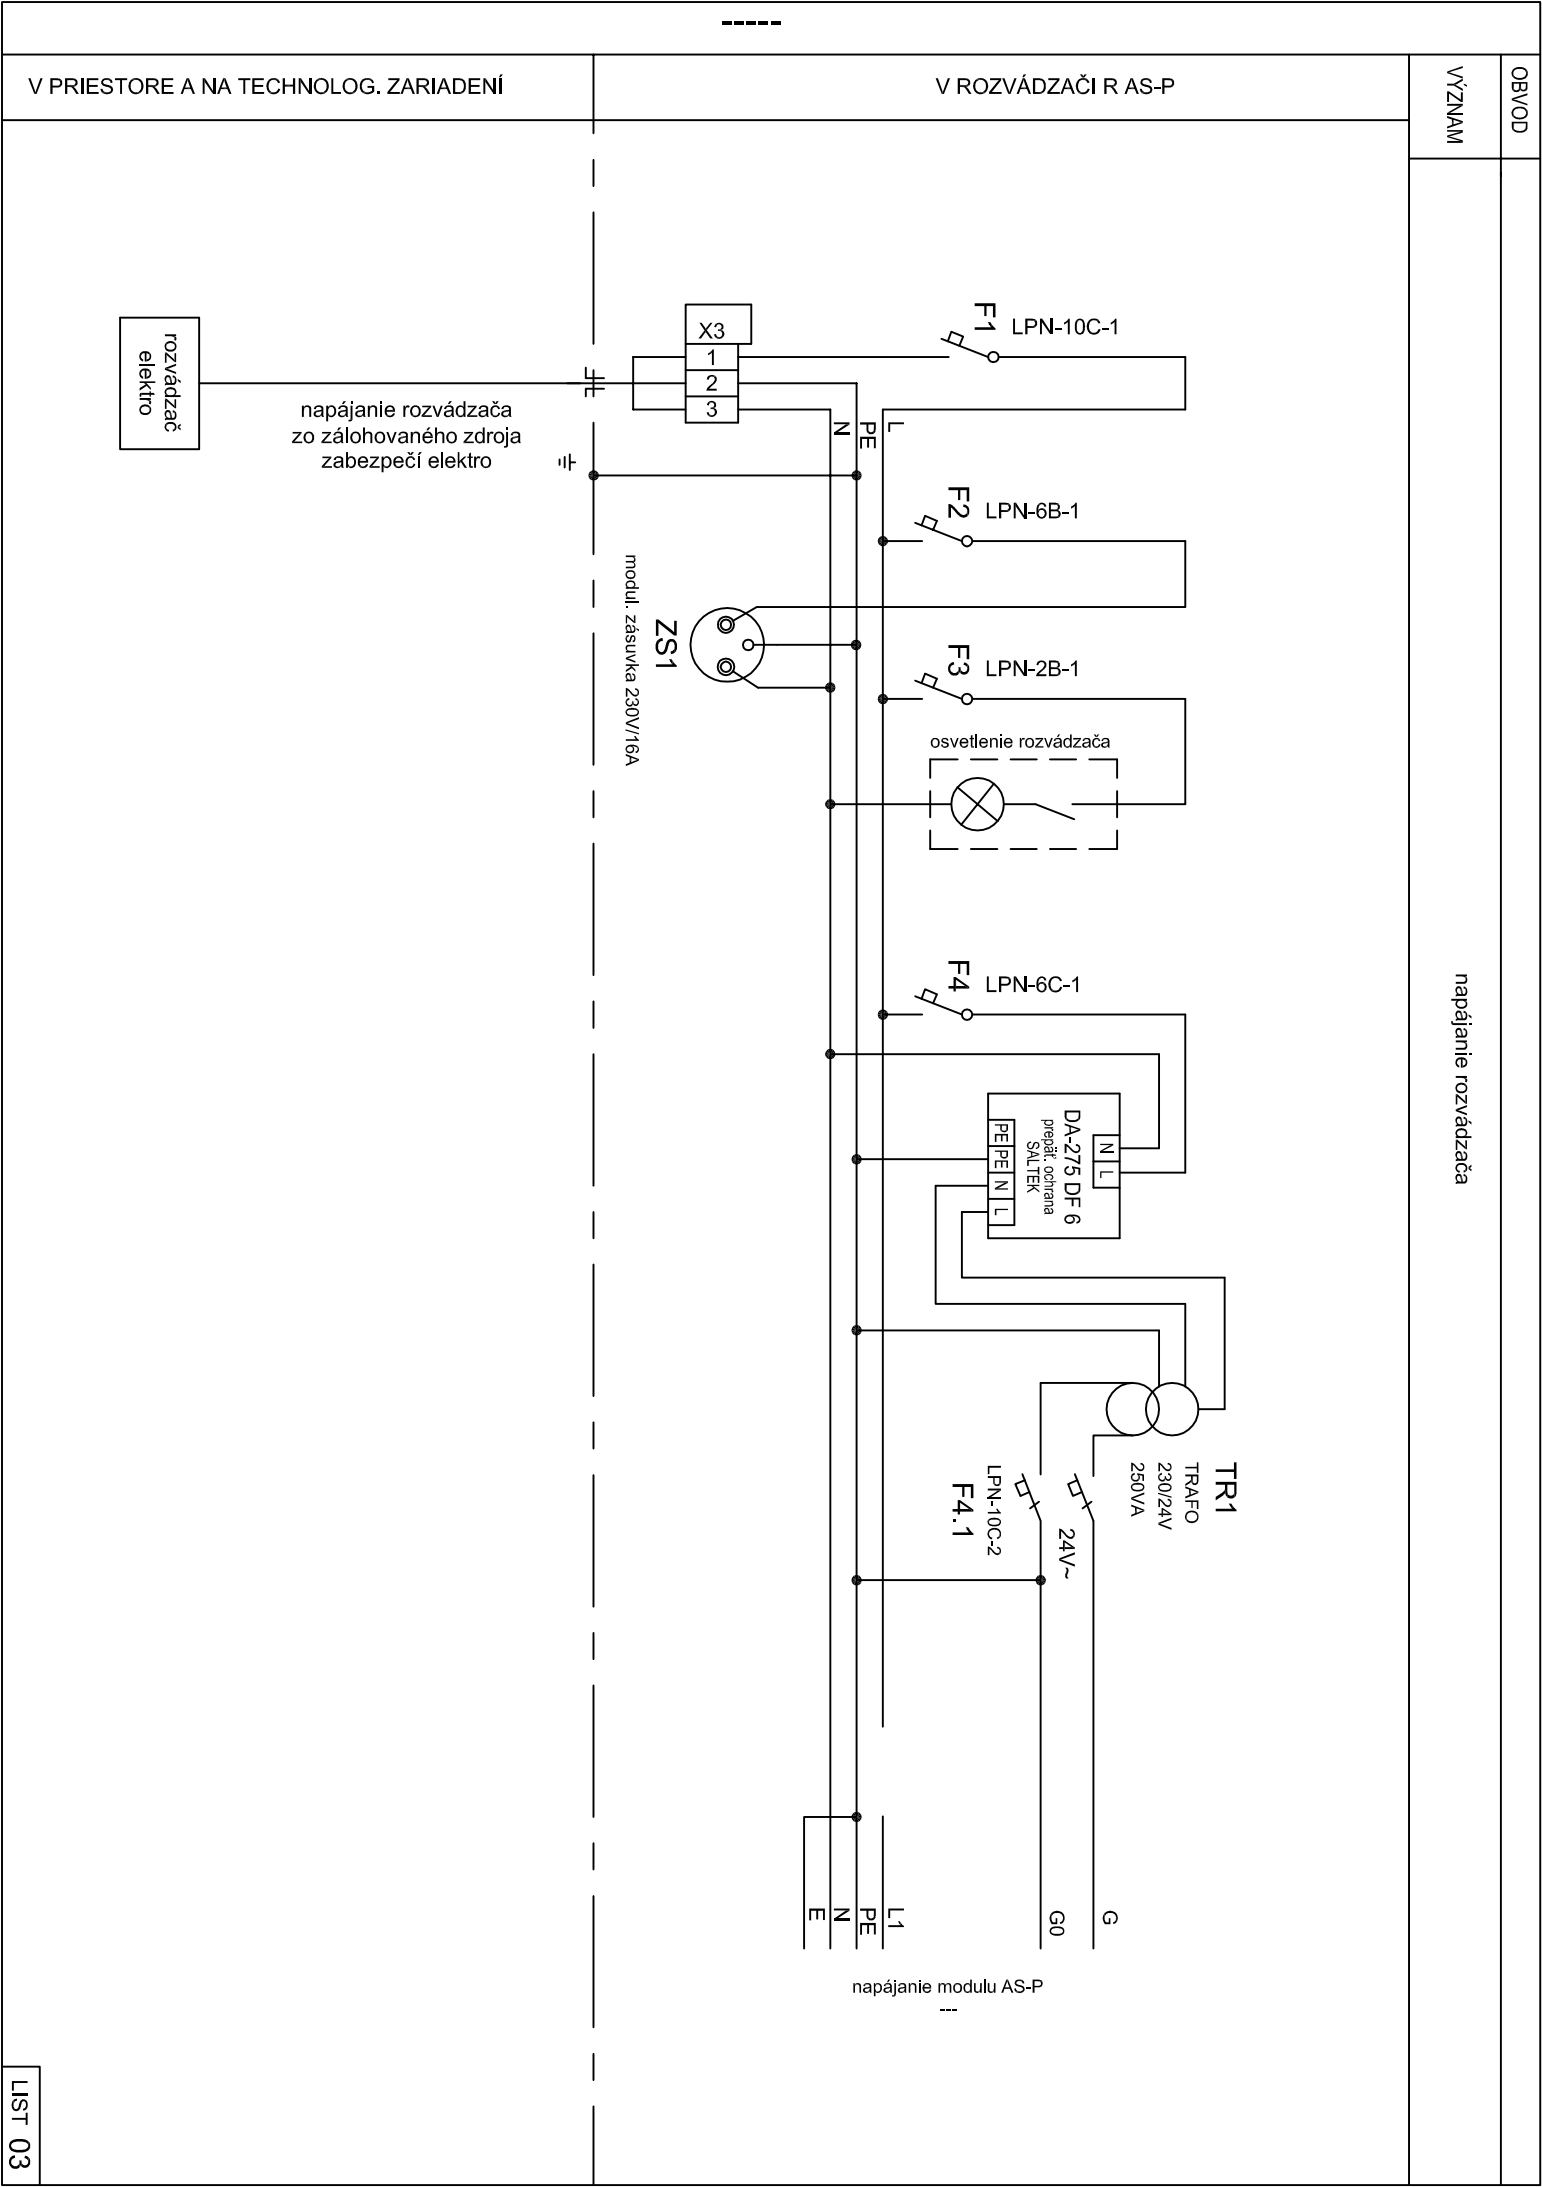 -----
V PRIESTORE A NA TECHNOLOG. ZARIADENÍ
V ROZVÁDZAČI R AS-P
VÝZNAM
OBVOD
napájanie rozvádzača
rozvádzač
elektro
napájanie rozvádzača
zo zálohovaného zdroja
zabezpečí elektro
X3
1
2
3
F1
LPN-10C-1
N
PE
L
F2
LPN-6B-1
modul. zásuvka 230V/16A
ZS1
F3
LPN-2B-1
osvetlenie rozvádzača
F4
LPN-6C-1
N
L
DA-275 DF 6
prepäť. ochrana
SALTEK
PE
PE
N
L
TR1
TRAFO
230/24V
250VA
24V~
LPN-10C-2
F4.1
E
N
PE
L1
G0
G
napájanie modulu AS-P
---
LIST 03